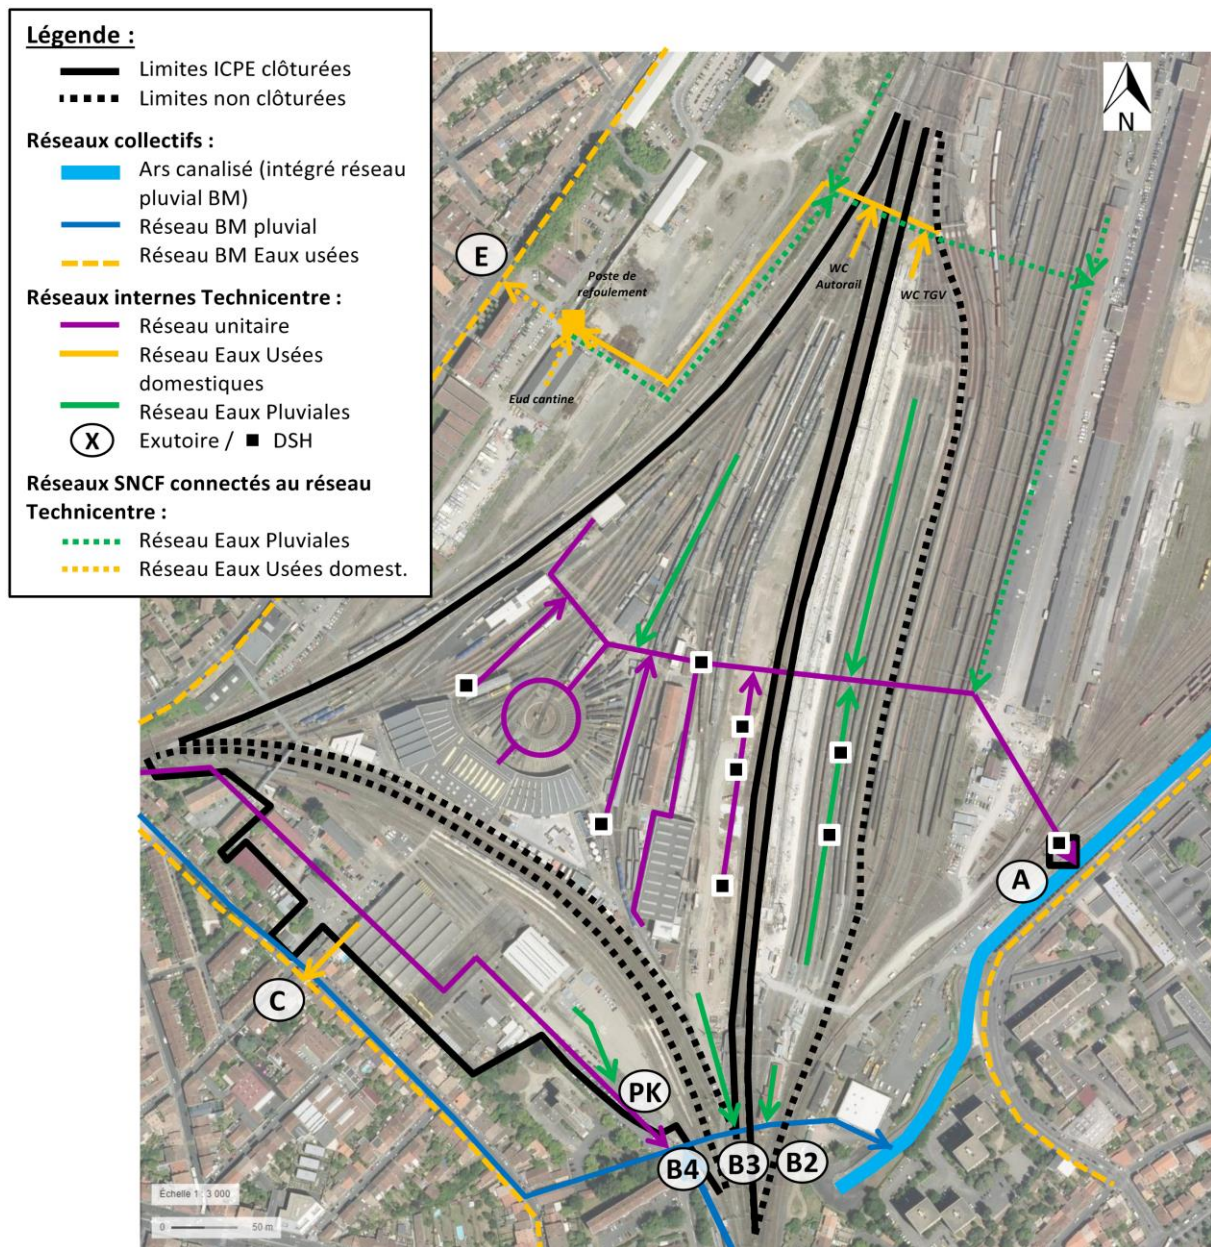 Légende :
Limites ICPE clôturées
Limites non clôturées
Réseaux collectifs :
Ars canalisé (intégré réseau
pluvial BM)
Réseau BM pluvial
Réseau BM Eaux usées
Réseaux internes Technicentre :
Réseau unitaire
Réseau Eaux Usées
domestiques
Réseau Eaux Pluviales
X Exutoire / DSH
Réseaux SNCF connectés au réseau
Technicentre :
Réseau Eaux Pluviales
Réseau Eaux Usées domest.
N
E
Poste de
refoulement
WC
Autorail
WC TGV
Eud cantine
A
C
PK
B4
B3
B2
Échelle 1 : 3 000
0 50 m